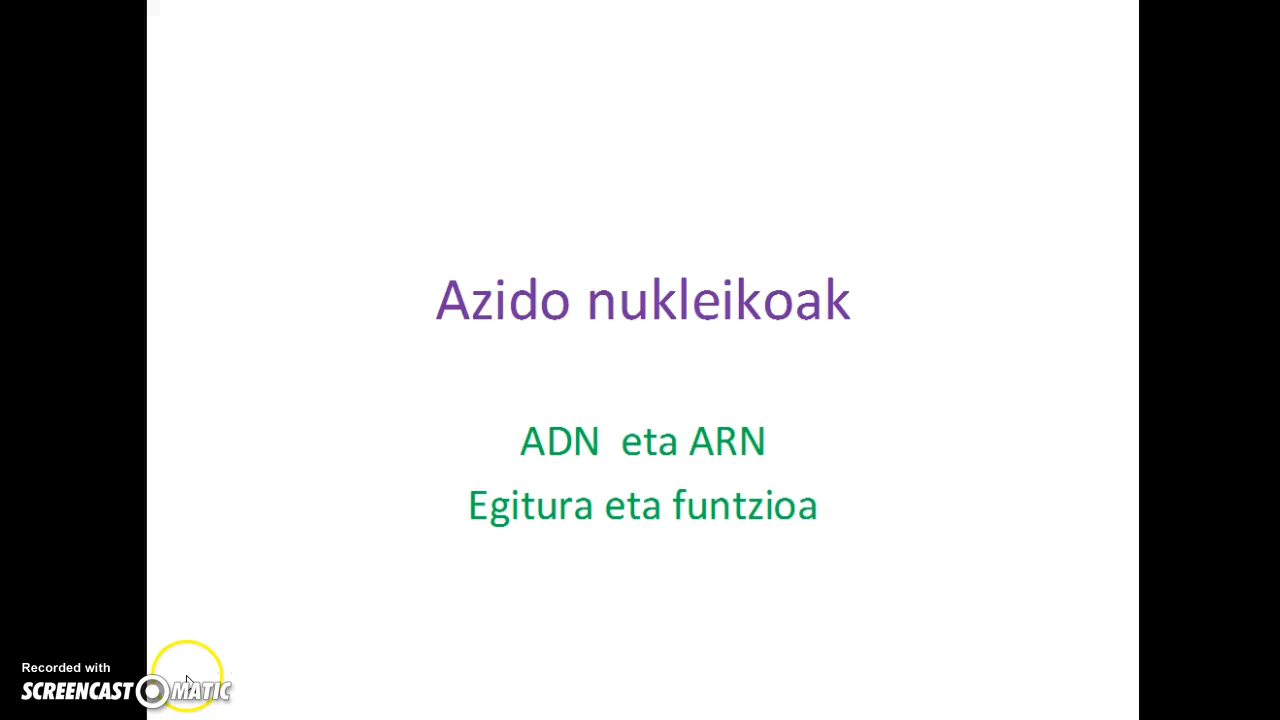 Azido nukleikoak
ADN eta ARN
Egitura eta funtzioa
Recorded with
SCREENCAST MATIC